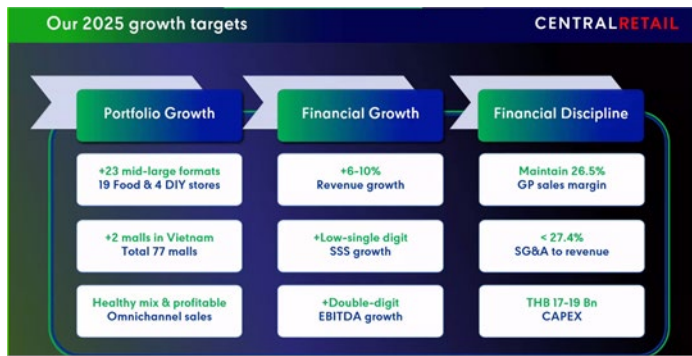 Our 2025 growth targets
CENTRALRETAIL
Portfolio Growth
+23 mid-large formats
19 Food & 4 DIY stores
+2 malls in Vietnam
Total 77 malls
Healthy mix & profitable
Omnichannel sales
Financial Growth
+6-10%
Revenue growth
+Low-single digit
SSS growth
+Double-digit
EBITDA growth
Financial Discipline
Maintain 26.5%
GP sales margin
< 27.4%
SG&A to revenue
THB 17-19 Bn
CAPEX